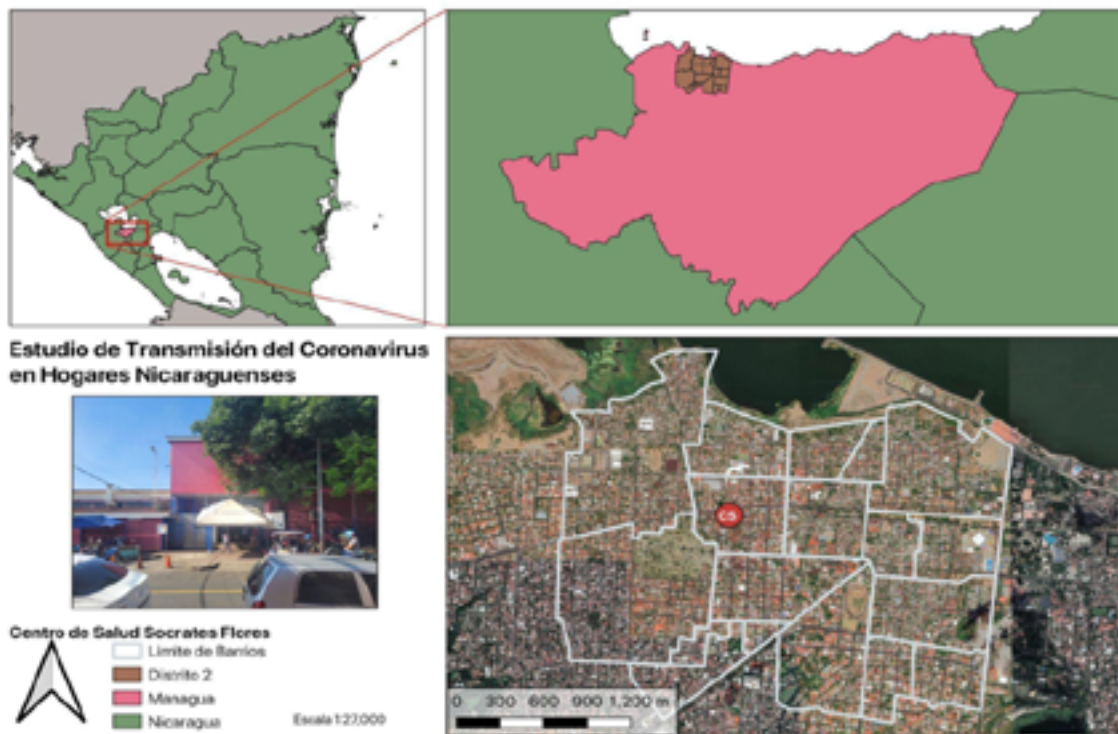 t
Estudio de Transmisión del Coronavirus
en Hogares Nicaraguenses
CS
Centro de Salud Socrates Flores
Limite de Barrios
Distrito 2
Managua
Nicaragua
Escala 1:27,000
0 300 600 900 1,200 m